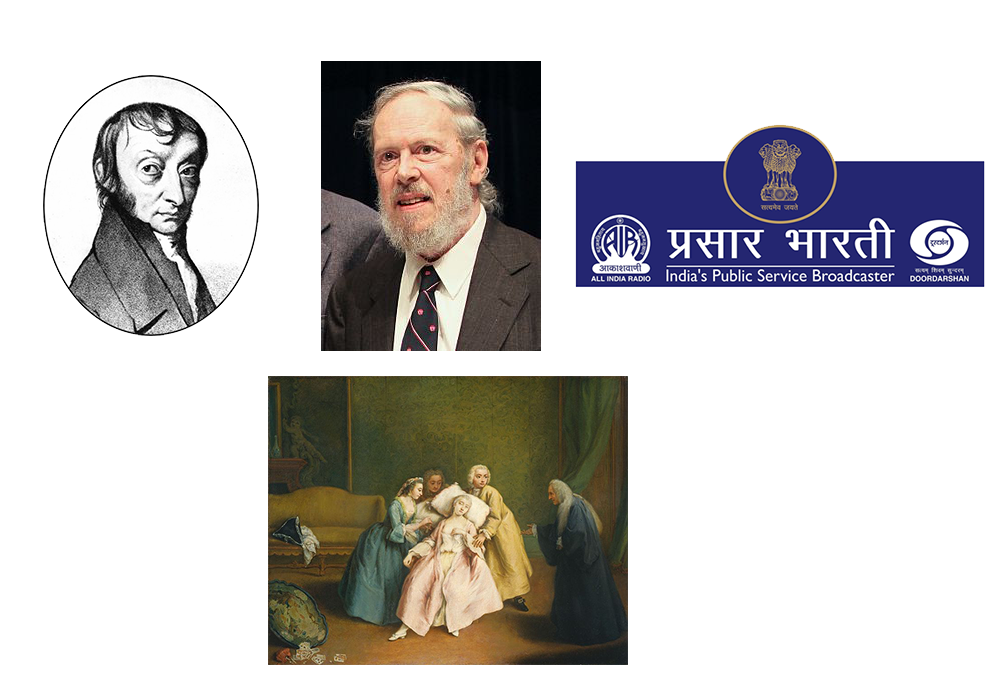 सत्यमेव जयते
AIR
आकाशवाणी
ALL INDIA RADIO
प्रसार भारती
India's Public Service Broadcaster
दूरदर्शन
सत्यम् शिवम् सुन्दरम्
DOORDARSHAN